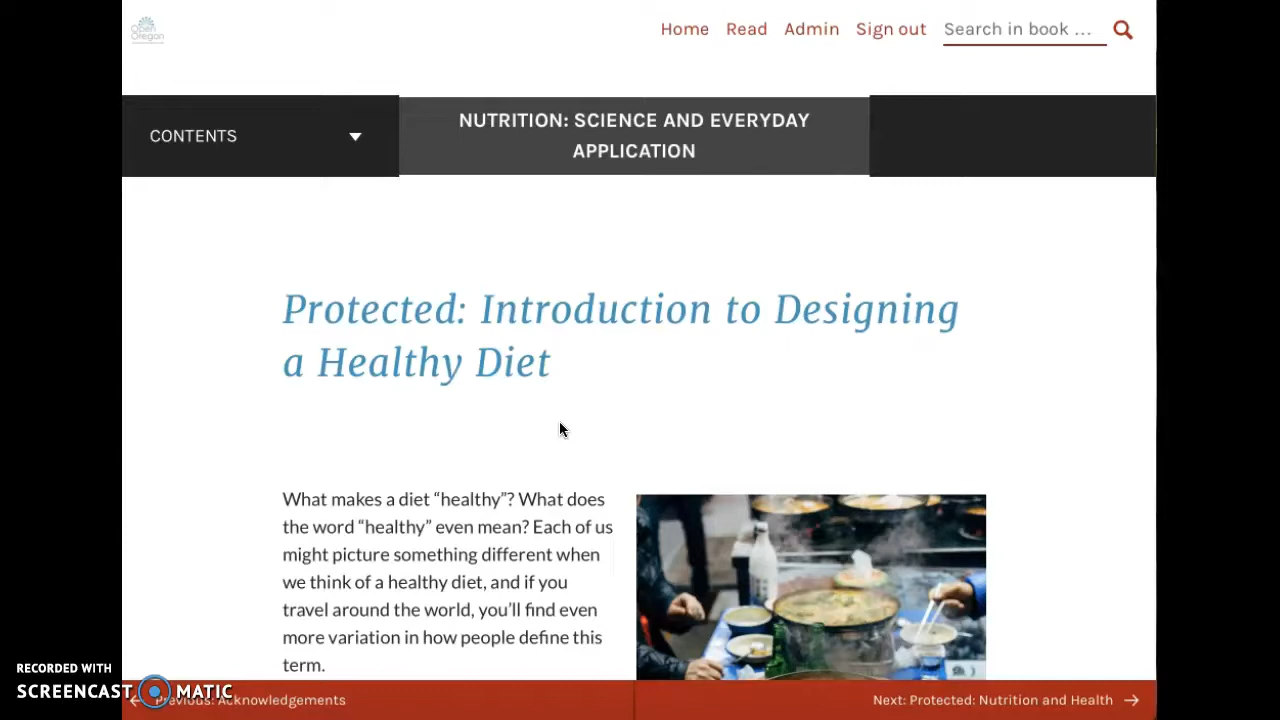 Open
Oregon
Home Read Admin Sign out Search in book ...
CONTENTS
NUTRITION: SCIENCE AND EVERYDAY
APPLICATION
Protected: Introduction to Designing
a Healthy Diet
What makes a diet “healthy”? What does
the word “healthy” even mean? Each of us
might picture something different when
we think of a healthy diet, and if you
travel around the world, you’ll find even
more variation in how people define this
term.
RECORDED WITH
SCREENCAST MATIC
← Previous: Acknowledgements
Next: Protected: Nutrition and Health →